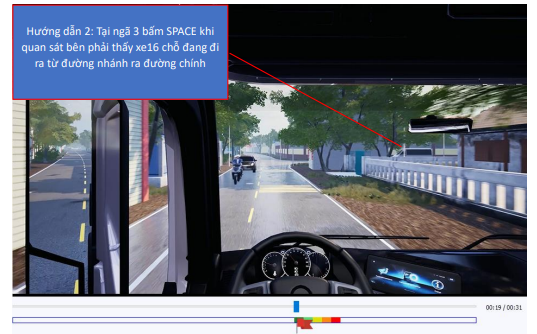 Hướng dẫn 2: Tại ngã 3 bấm SPACE khi
quan sát bên phải thấy xe16 chỗ đang đi
ra từ đường nhánh ra đường chính
00:19 / 00:31